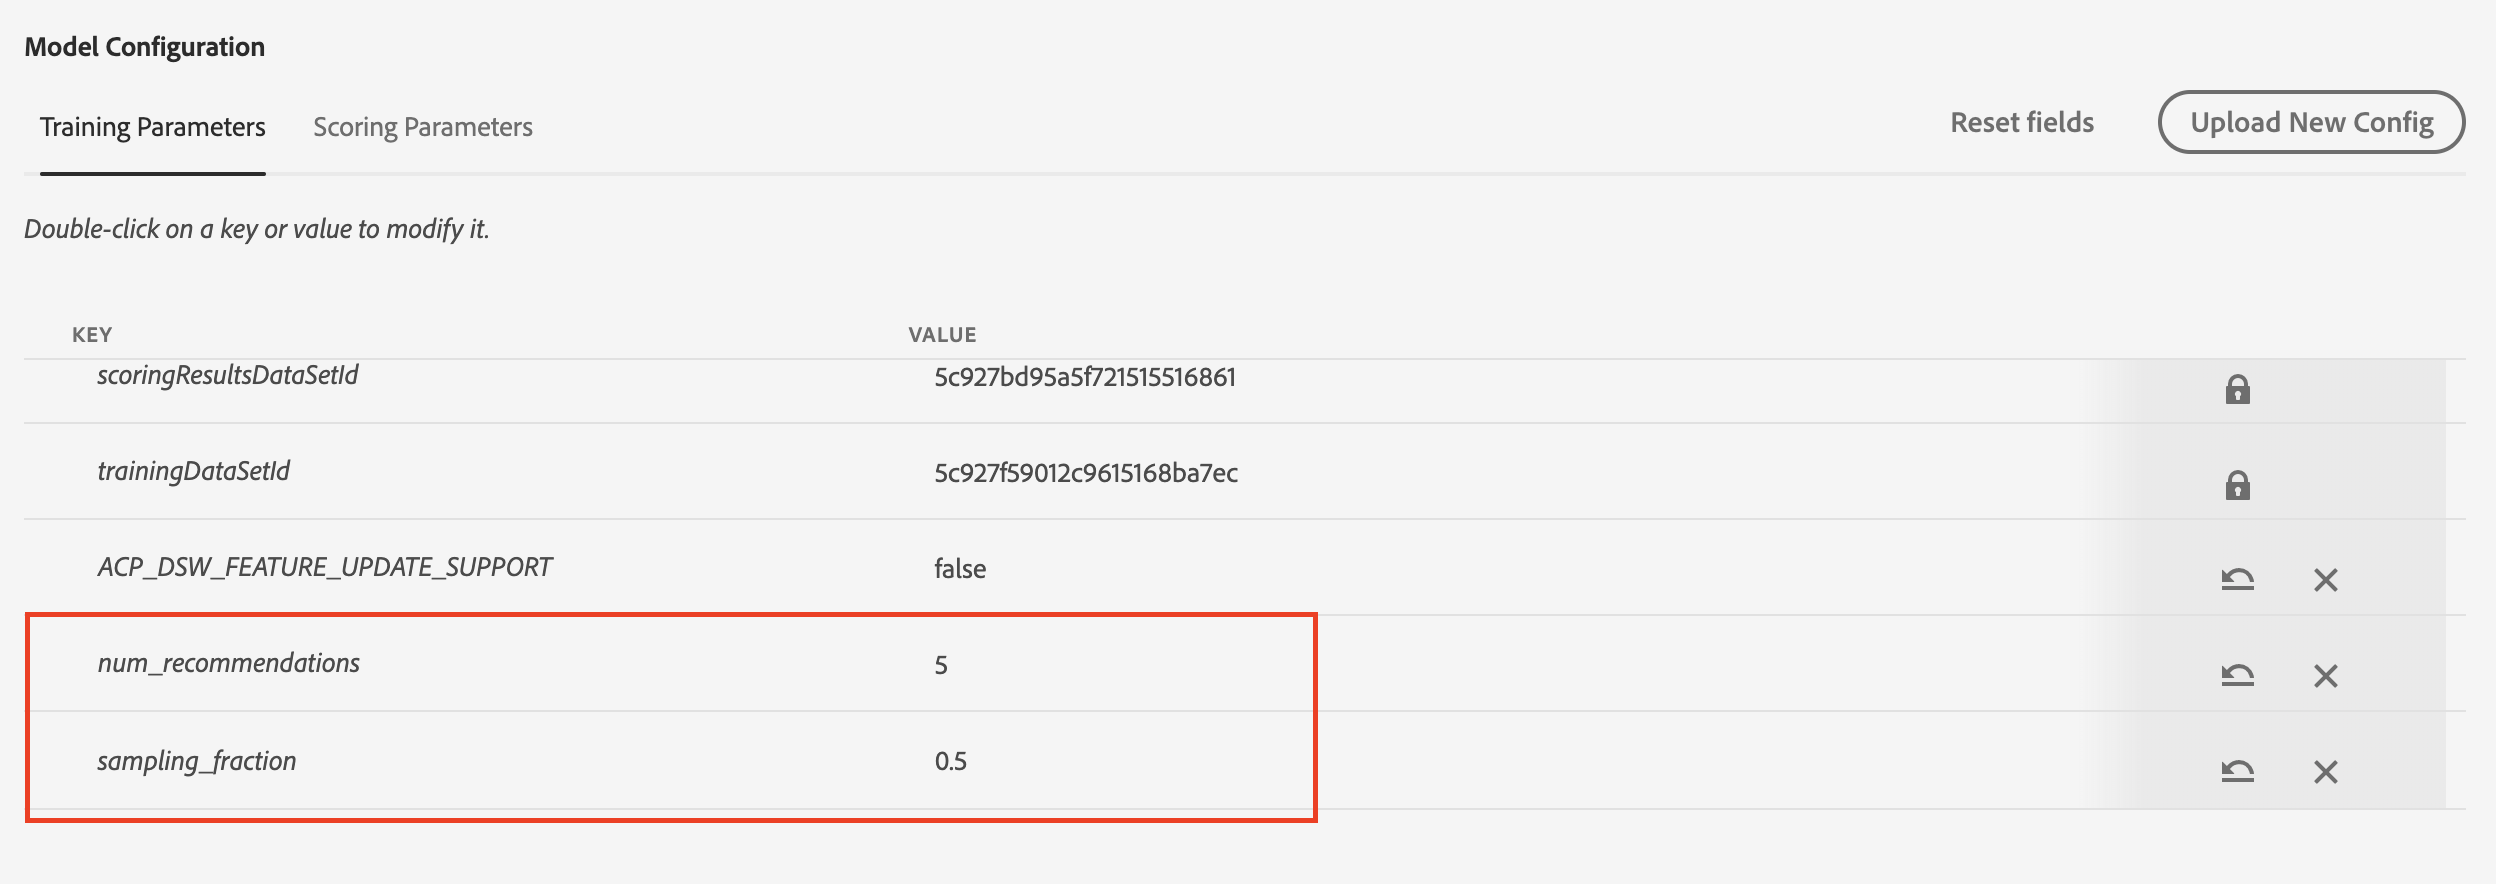 Model Configuration
Training Parameters Scoring Parameters Reset fields Upload New Config
Double-click on a key or value to modify it.
KEY VALUE
scoringResultsDataSetId 5c927bd95a5f721515516861
trainingDataSetId 5c927f59012c9615168ba7ec
ACP_DSW_FEATURE_UPDATE_SUPPORT false
num_recommendations 5
sampling_fraction 0.5